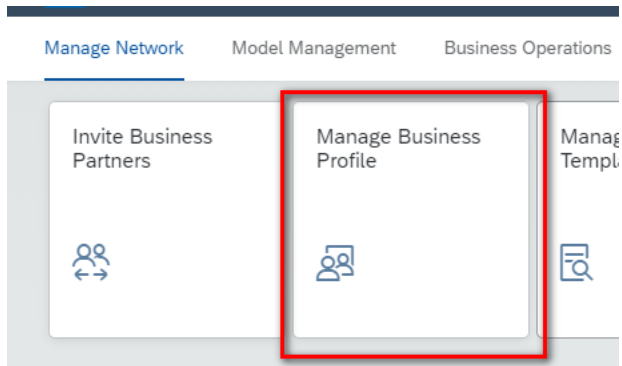 Manage Network Model Management Business Operations
Invite Business
Partners
Manage Business
Profile